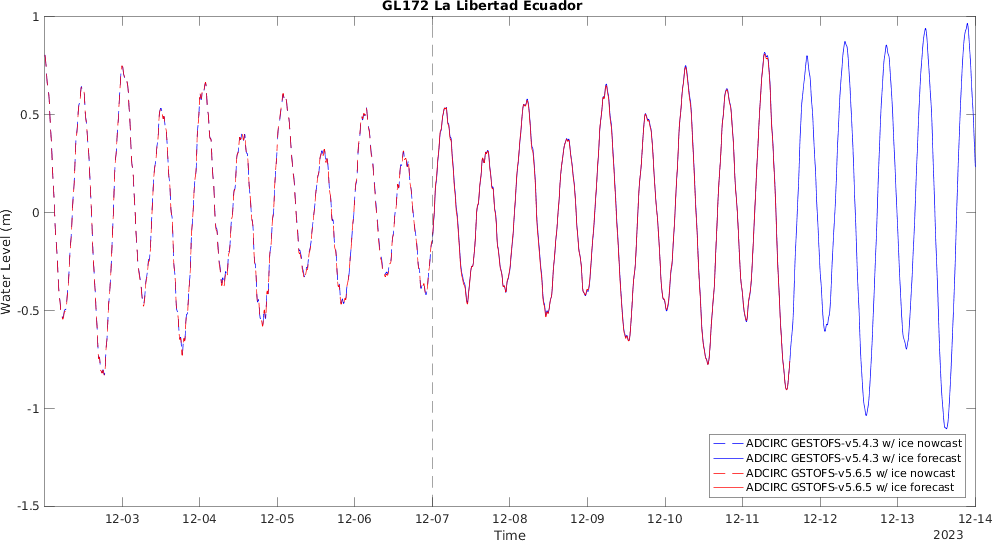 GL172 La Libertad Ecuador
1
0.5
0
-0.5
-1
-1.5
Water Level (m)
ADCIRC GESTOFS-v5.4.3 w/ ice nowcast
ADCIRC GESTOFS-v5.4.3 w/ ice forecast
ADCIRC GSTOFS-v5.6.5 w/ ice nowcast
ADCIRC GSTOFS-v5.6.5 w/ ice forecast
12-03 12-04 12-05 12-06 12-07 12-08 12-09 12-10 12-11 12-12 12-13 12-14
Time
2023